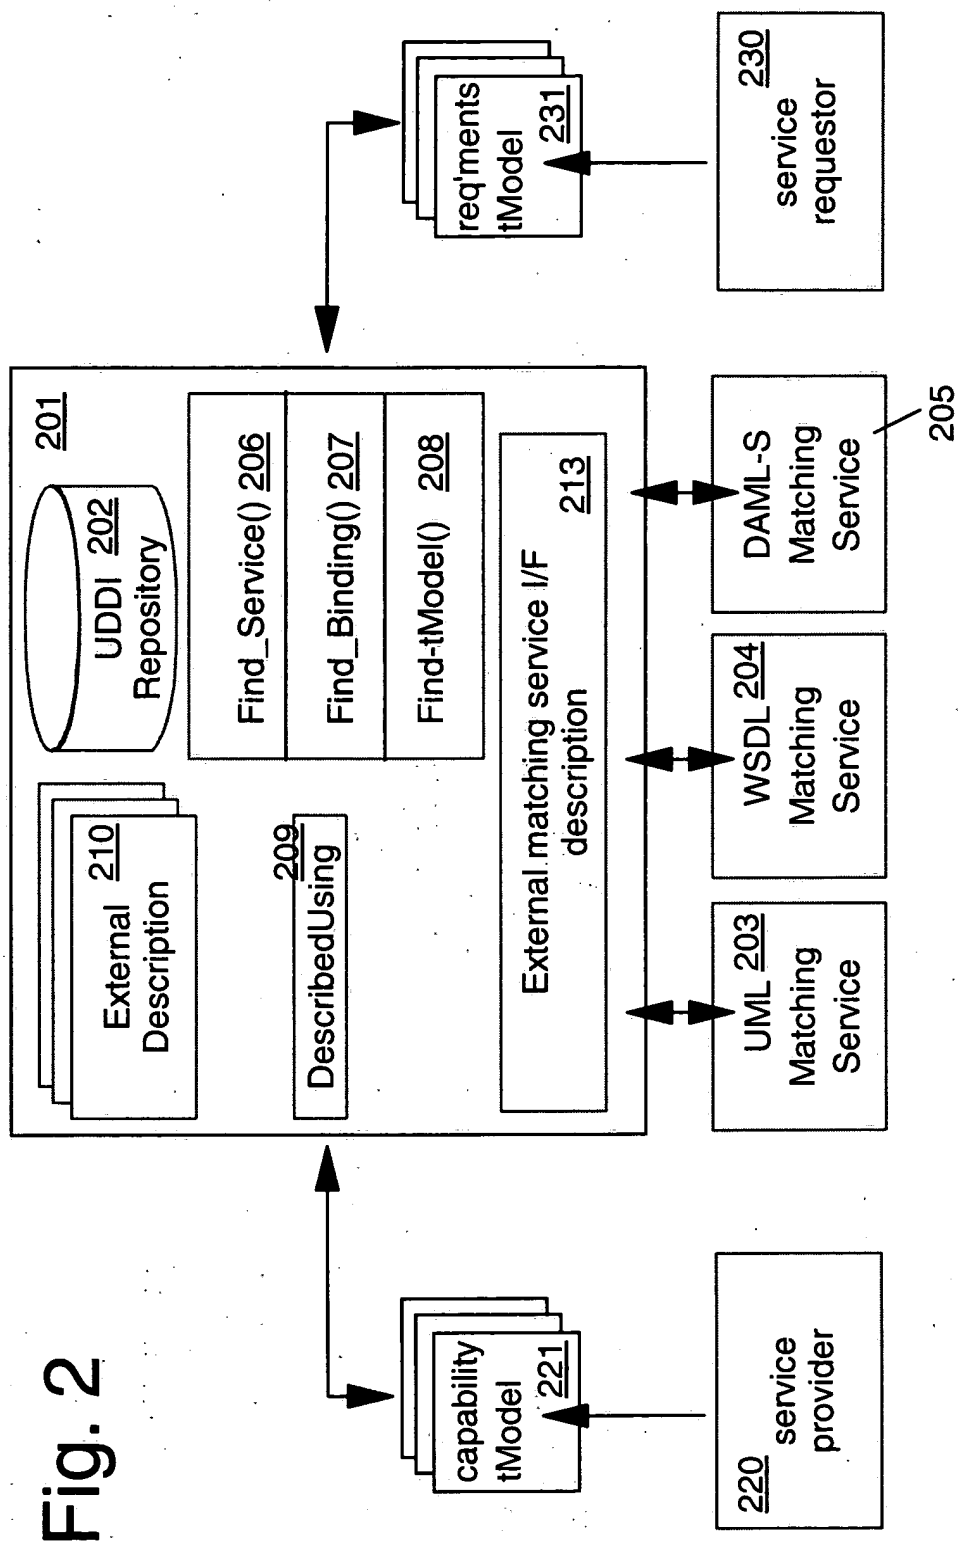 Fig. 2
201
External 210
Description
UDDI 202
Repository
DescribedUsing 209
Find_Service() 206
Find_Binding() 207
Find-tModel() 208
External matching service I/F 213
description
capability
tModel 221
req'ments
tModel 231
220 service
provider
UML 203
Matching
Service
WSDL 204
Matching
Service
DAML-S
Matching
Service
205
service 230
requestor